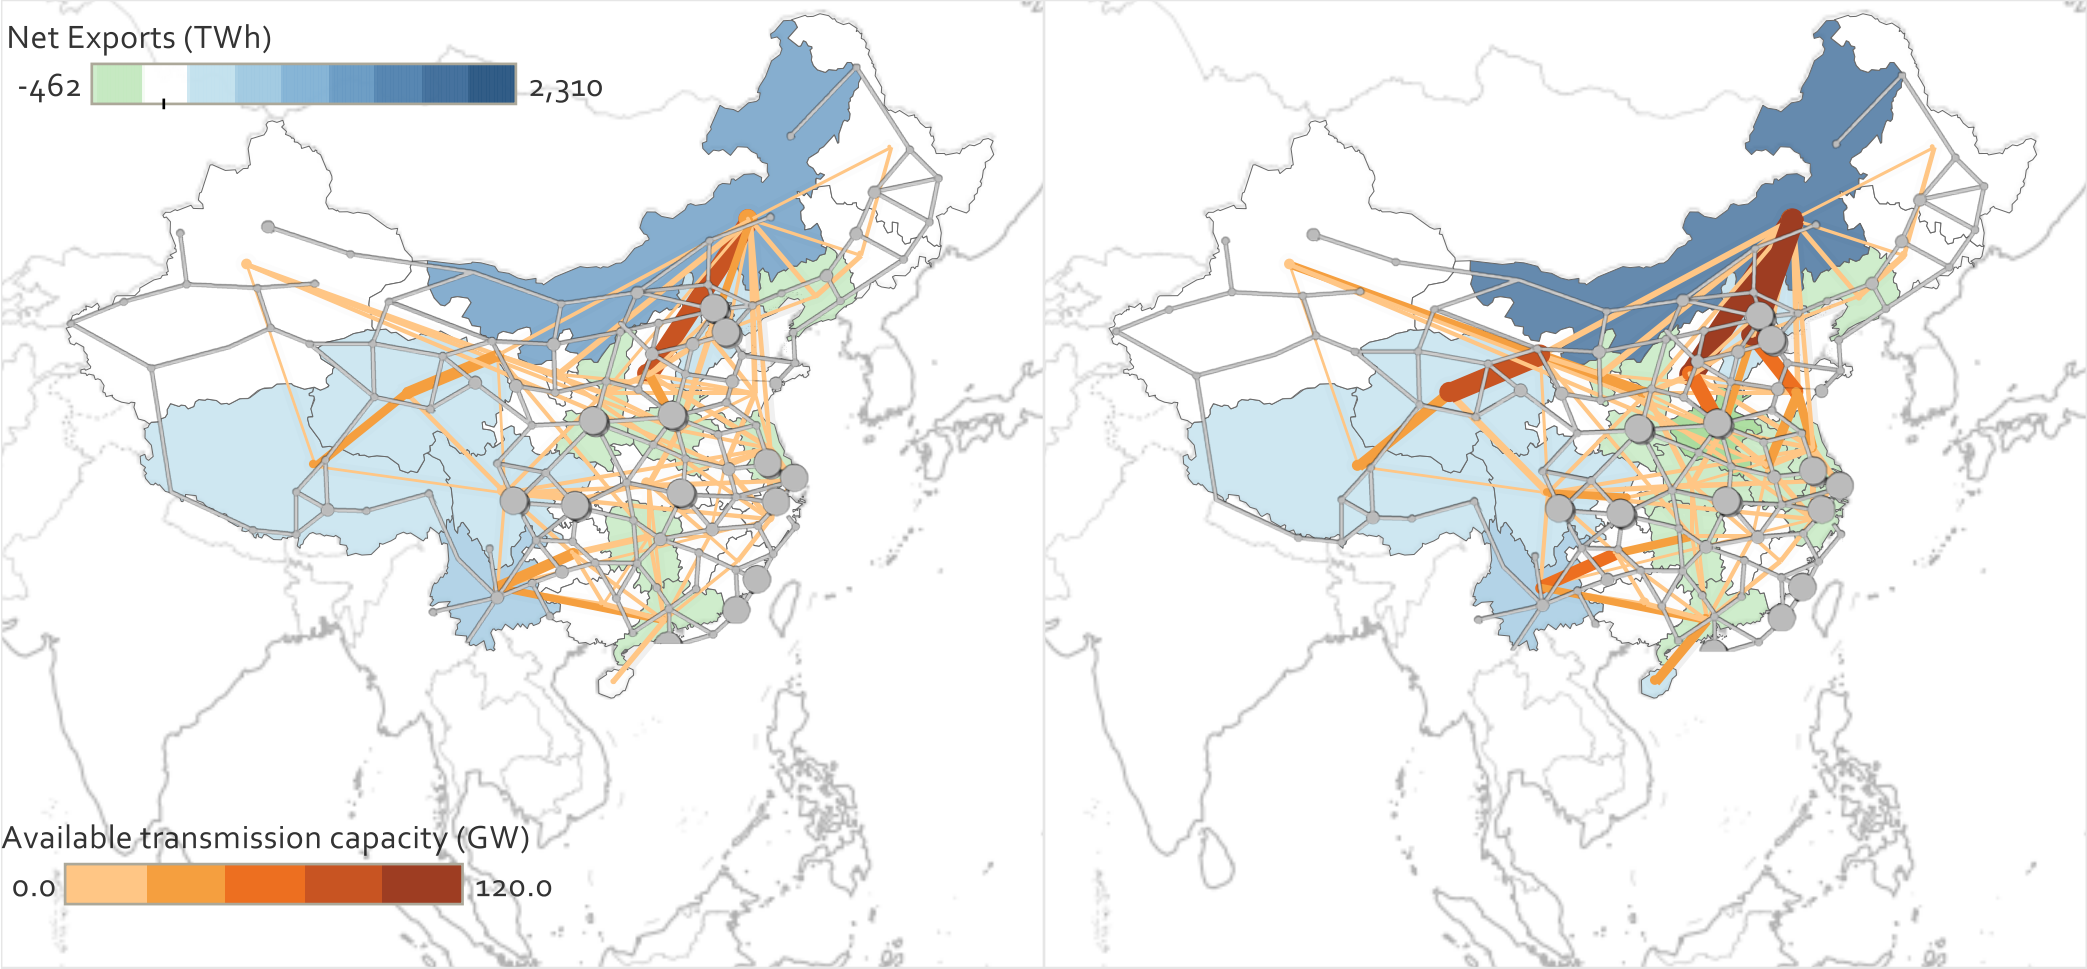 Net Exports (TWh)
-462 2,310
Available transmission capacity (GW)
0.0 120.0